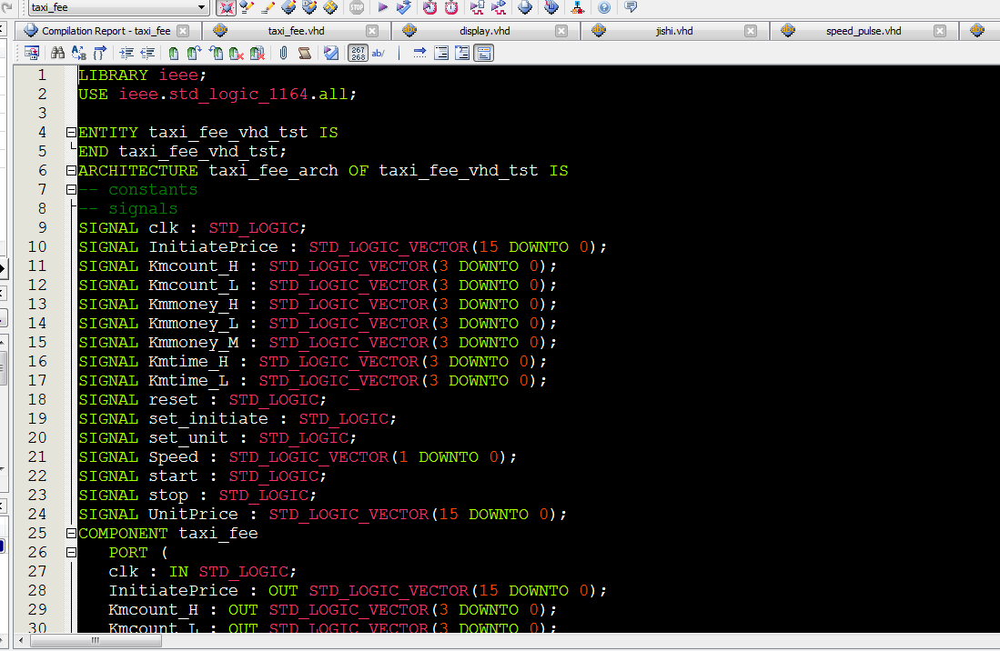 taxi_fee
Compilation Report - taxi_fee
taxi_fee.vhd
display.vhd
jishi.vhd
speed_pulse.vhd
267
268
ab/
1 LIBRARY ieee;
2 USE ieee.std_logic_1164.all;
3
4 ENTITY taxi_fee_vhd_tst IS
5 END taxi_fee_vhd_tst;
6 ARCHITECTURE taxi_fee_arch OF taxi_fee_vhd_tst IS
7 -- constants
8 -- signals
9 SIGNAL clk : STD_LOGIC;
10 SIGNAL InitiatePrice : STD_LOGIC_VECTOR(15 DOWNTO 0);
11 SIGNAL Kmcount_H : STD_LOGIC_VECTOR(3 DOWNTO 0);
12 SIGNAL Kmcount_L : STD_LOGIC_VECTOR(3 DOWNTO 0);
13 SIGNAL Kmmoney_H : STD_LOGIC_VECTOR(3 DOWNTO 0);
14 SIGNAL Kmmoney_L : STD_LOGIC_VECTOR(3 DOWNTO 0);
15 SIGNAL Kmmoney_M : STD_LOGIC_VECTOR(3 DOWNTO 0);
16 SIGNAL Kmtime_H : STD_LOGIC_VECTOR(3 DOWNTO 0);
17 SIGNAL Kmtime_L : STD_LOGIC_VECTOR(3 DOWNTO 0);
18 SIGNAL reset : STD_LOGIC;
19 SIGNAL set_initiate : STD_LOGIC;
20 SIGNAL set_unit : STD_LOGIC;
21 SIGNAL Speed : STD_LOGIC_VECTOR(1 DOWNTO 0);
22 SIGNAL start : STD_LOGIC;
23 SIGNAL stop : STD_LOGIC;
24 SIGNAL UnitPrice : STD_LOGIC_VECTOR(15 DOWNTO 0);
25 COMPONENT taxi_fee
26 PORT (
27 clk : IN STD_LOGIC;
28 InitiatePrice : OUT STD_LOGIC_VECTOR(15 DOWNTO 0);
29 Kmcount_H : OUT STD_LOGIC_VECTOR(3 DOWNTO 0);
30 Kmcount_L : OUT STD_LOGIC_VECTOR(3 DOWNTO 0);